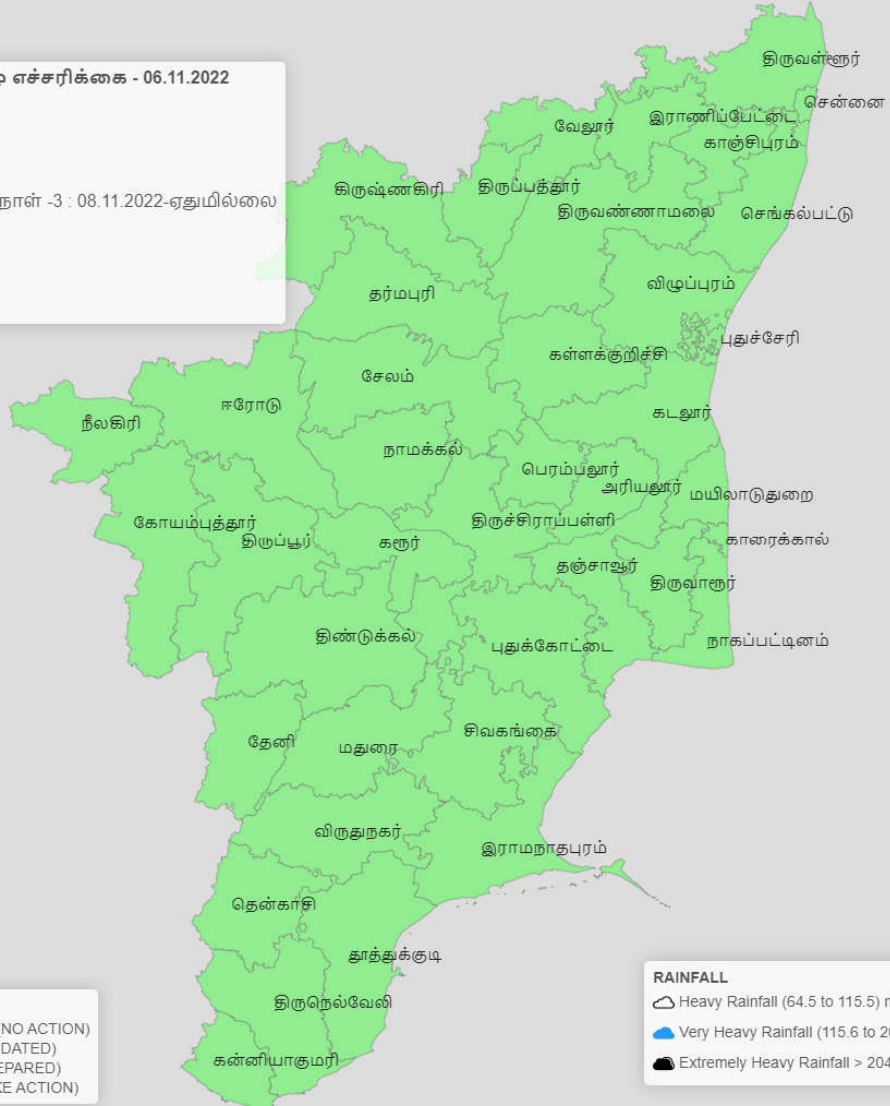 எச்சரிக்கை - 06.11.2022
நாள் -3 : 08.11.2022-ஏதுமில்லை
திருவள்ளூர்
சென்னை
இராணிப்பேட்டை
வேலூர்
காஞ்சிபுரம்
கிருஷ்ணகிரி
திருப்பத்தூர்
திருவண்ணாமலை
செங்கல்பட்டு
தர்மபுரி
விழுப்புரம்
புதுச்சேரி
கள்ளக்குறிச்சி
சேலம்
ஈரோடு
கடலூர்
நீலகிரி
நாமக்கல்
பெரம்பலூர்
அரியலூர்
மயிலாடுதுறை
கோயம்புத்தூர்
திருச்சிராப்பள்ளி
திருப்பூர்
கரூர்
காரைக்கால்
தஞ்சாவூர்
திருவாரூர்
திண்டுக்கல்
புதுக்கோட்டை
நாகப்பட்டினம்
சிவகங்கை
தேனி
மதுரை
விருதுநகர்
இராமநாதபுரம்
தென்காசி
தூத்துக்குடி
திருநெல்வேலி
கன்னியாகுமரி
NO ACTION)
DATED)
EPARED)
KE ACTION)
RAINFALL
Heavy Rainfall (64.5 to 115.5) m
Very Heavy Rainfall (115.6 to 20
Extremely Heavy Rainfall > 204